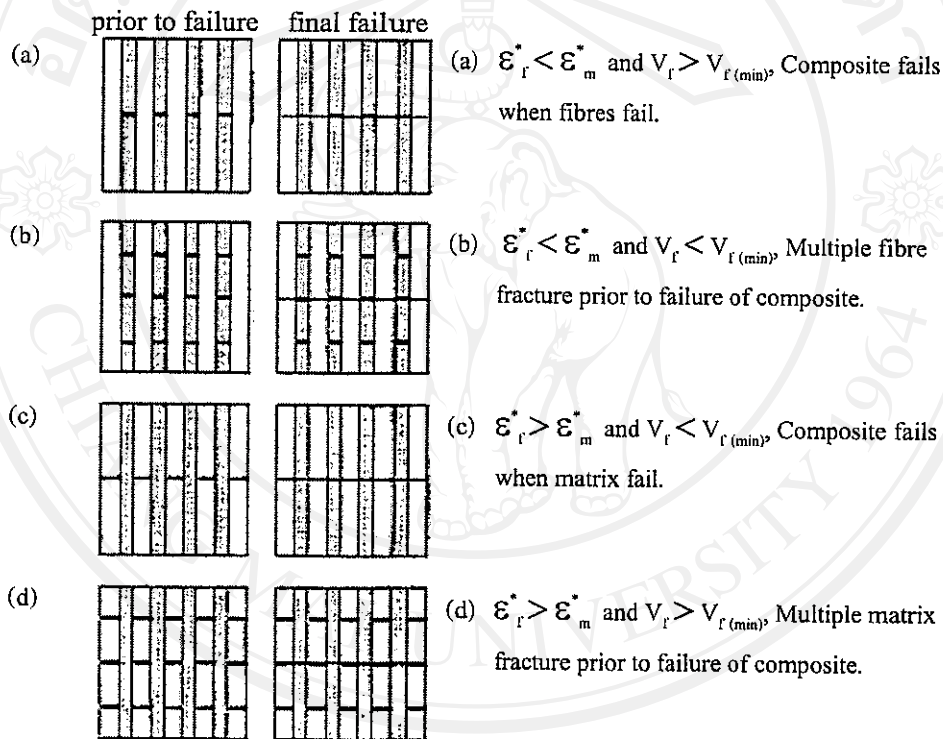 prior to failure final failure
(a)
(a) ε*f < ε*m and Vf > Vf (min), Composite fails
when fibres fail.
(b)
(b) ε*f < ε*m and Vf < Vf (min), Multiple fibre
fracture prior to failure of composite.
(c)
(c) ε*f > ε*m and Vf < Vf (min), Composite fails
when matrix fail.
(d)
(d) ε*f > ε*m and Vf > Vf (min), Multiple matrix
fracture prior to failure of composite.
UNIVERSITY 1964